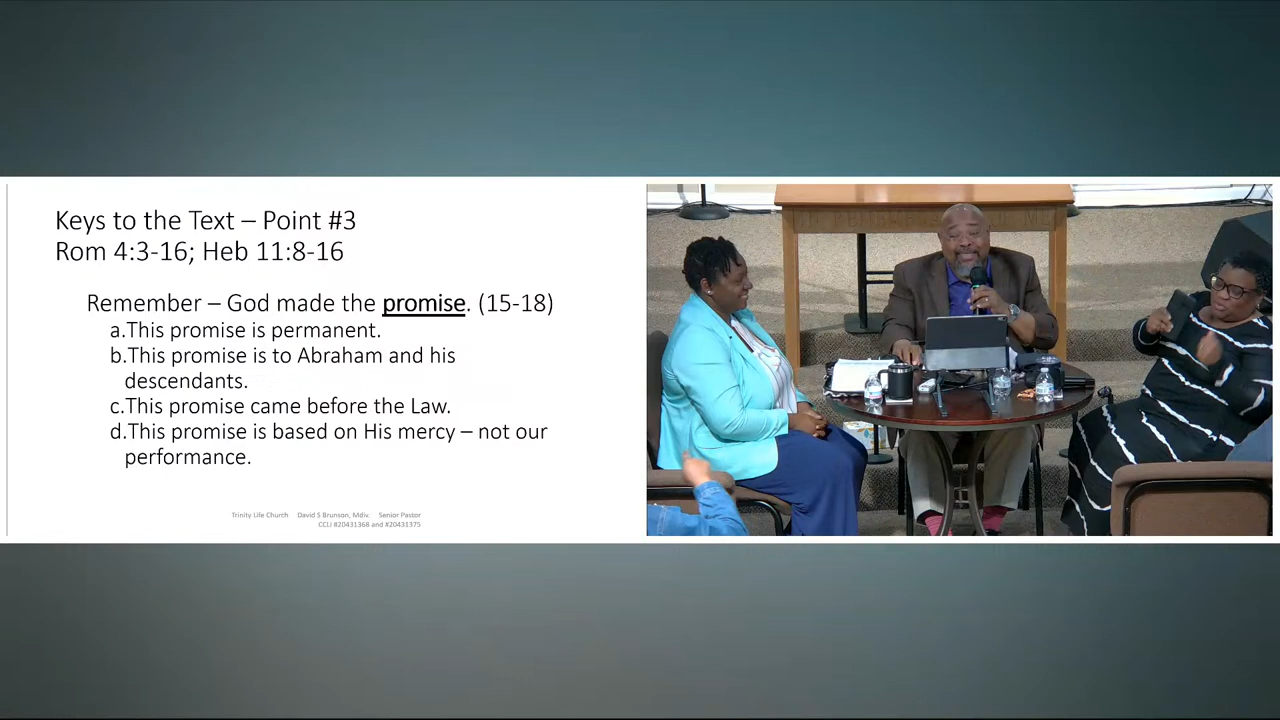 Keys to the Text – Point #3
Rom 4:3-16; Heb 11:8-16
Remember – God made the promise. (15-18)
a.This promise is permanent.
b.This promise is to Abraham and his
descendants.
c.This promise came before the Law.
d.This promise is based on His mercy – not our
performance.
Trinity Life Church David S Brunson, Mdiv. Senior Pastor
CCLI #20431368 and #20431375